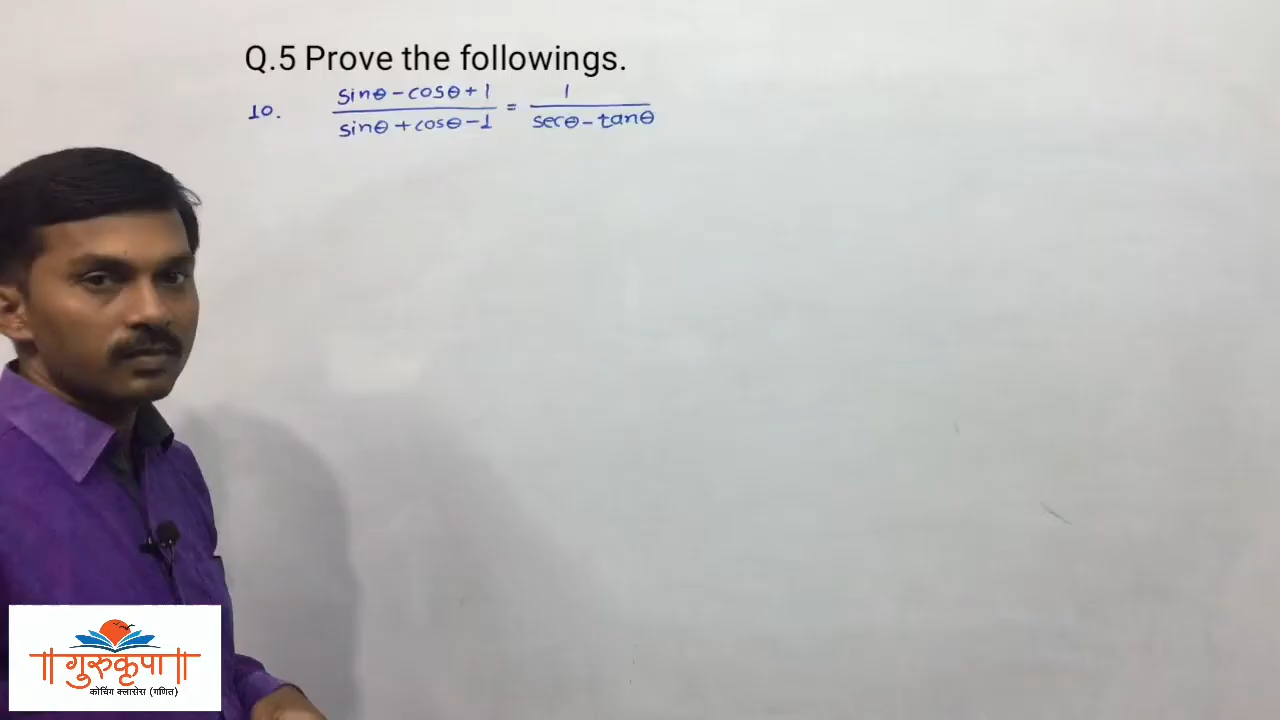 Q.5 Prove the followings.
10. sinθ - cosθ + 1 / sinθ + cosθ - 1 = 1 / secθ - tanθ
|| गुरुकृपा ||
कोचिंग क्लासेस (गणित)